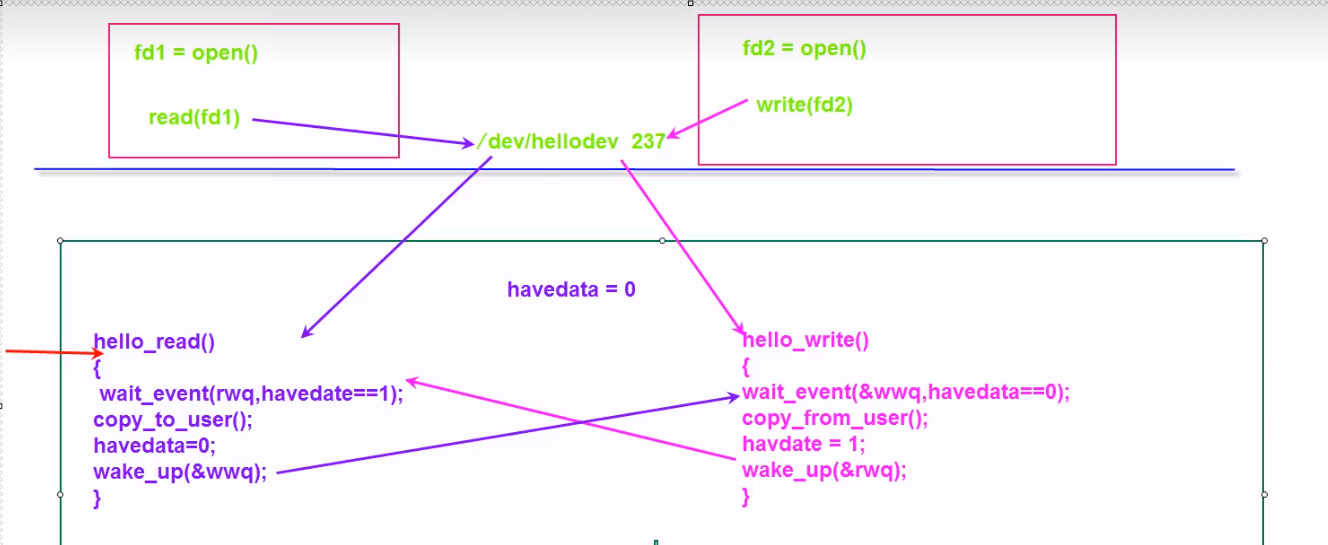 fd1 = open()
read(fd1)
fd2 = open()
write(fd2)
/dev/hellodev 237
havedata = 0
hello_read()
{
wait_event(rwq,havedate==1);
copy_to_user();
havedata=0;
wake_up(&wwq);
}
hello_write()
{
wait_event(&wwq,havedata==0);
copy_from_user();
havdate = 1;
wake_up(&rwq);
}